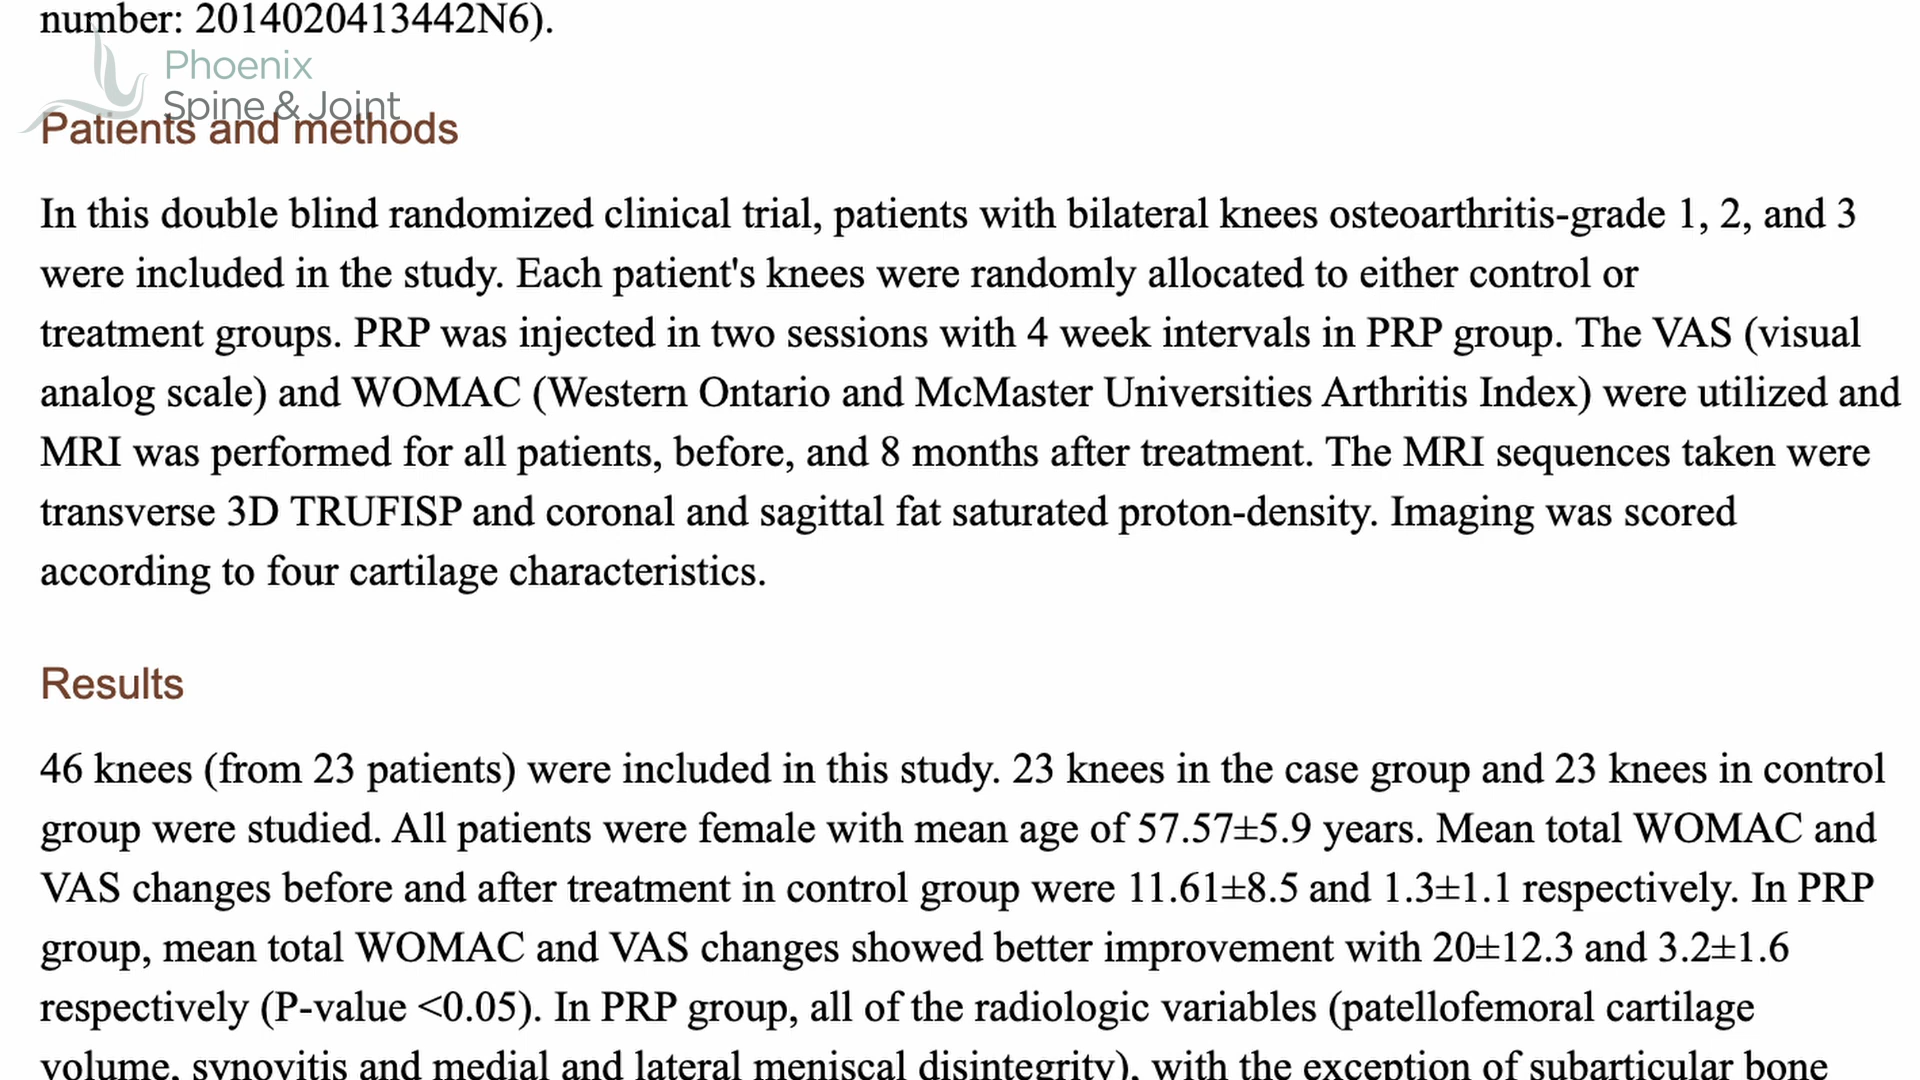 number: 2014020413442N6).
Phoenix
Spine & Joint
Patients and methods
In this double blind randomized clinical trial, patients with bilateral knees osteoarthritis-grade 1, 2, and 3
were included in the study. Each patient's knees were randomly allocated to either control or
treatment groups. PRP was injected in two sessions with 4 week intervals in PRP group. The VAS (visual
analog scale) and WOMAC (Western Ontario and McMaster Universities Arthritis Index) were utilized and
MRI was performed for all patients, before, and 8 months after treatment. The MRI sequences taken were
transverse 3D TRUFISP and coronal and sagittal fat saturated proton-density. Imaging was scored
according to four cartilage characteristics.
Results
46 knees (from 23 patients) were included in this study. 23 knees in the case group and 23 knees in control
group were studied. All patients were female with mean age of 57.57±5.9 years. Mean total WOMAC and
VAS changes before and after treatment in control group were 11.61±8.5 and 1.3±1.1 respectively. In PRP
group, mean total WOMAC and VAS changes showed better improvement with 20±12.3 and 3.2±1.6
respectively (P-value <0.05). In PRP group, all of the radiologic variables (patellofemoral cartilage
volume, synovitis and medial and lateral meniscal disintegrity), with the exception of subarticular bone